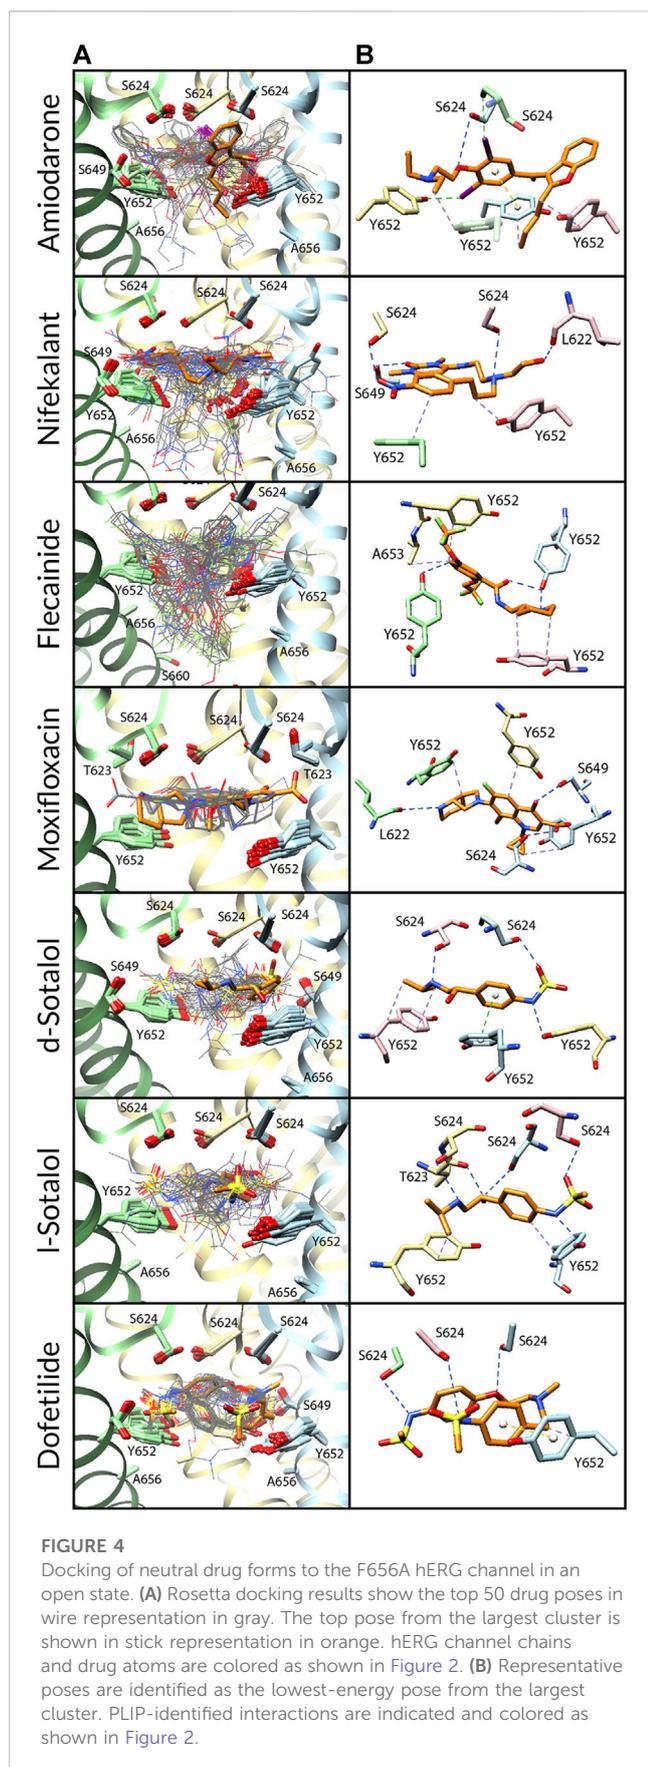 A
B
Amiodarone
S624
S624
S624
S649
Y652
Y652
A656
A656
S624
S624
Y652
Y652
Y652
Nifekalant
S624
S624
S624
S649
Y652
Y652
A656
A656
S624
S624
L622
S649
Y652
Y652
Flecainide
S624
Y652
Y652
A656
A656
S660
Y652
Y652
A653
Y652
Y652
Moxifloxacin
S624
S624
S624
T623
T623
Y652
Y652
Y652
Y652
S649
L622
Y652
S624
d-Sotalol
S624
S624
S624
S649
S649
Y652
Y652
A656
S624
S624
Y652
Y652
Y652
l-Sotalol
S624
S624
S624
Y652
Y652
A656
A656
S624
S624
S624
T623
Y652
Y652
Dofetilide
S624
S624
S624
S649
Y652
Y652
A656
A656
S624
S624
S624
Y652
FIGURE 4
Docking of neutral drug forms to the F656A hERG channel in an
open state. (A) Rosetta docking results show the top 50 drug poses in
wire representation in gray. The top pose from the largest cluster is
shown in stick representation in orange. hERG channel chains
and drug atoms are colored as shown in Figure 2. (B) Representative
poses are identified as the lowest-energy pose from the largest
cluster. PLIP-identified interactions are indicated and colored as
shown in Figure 2.